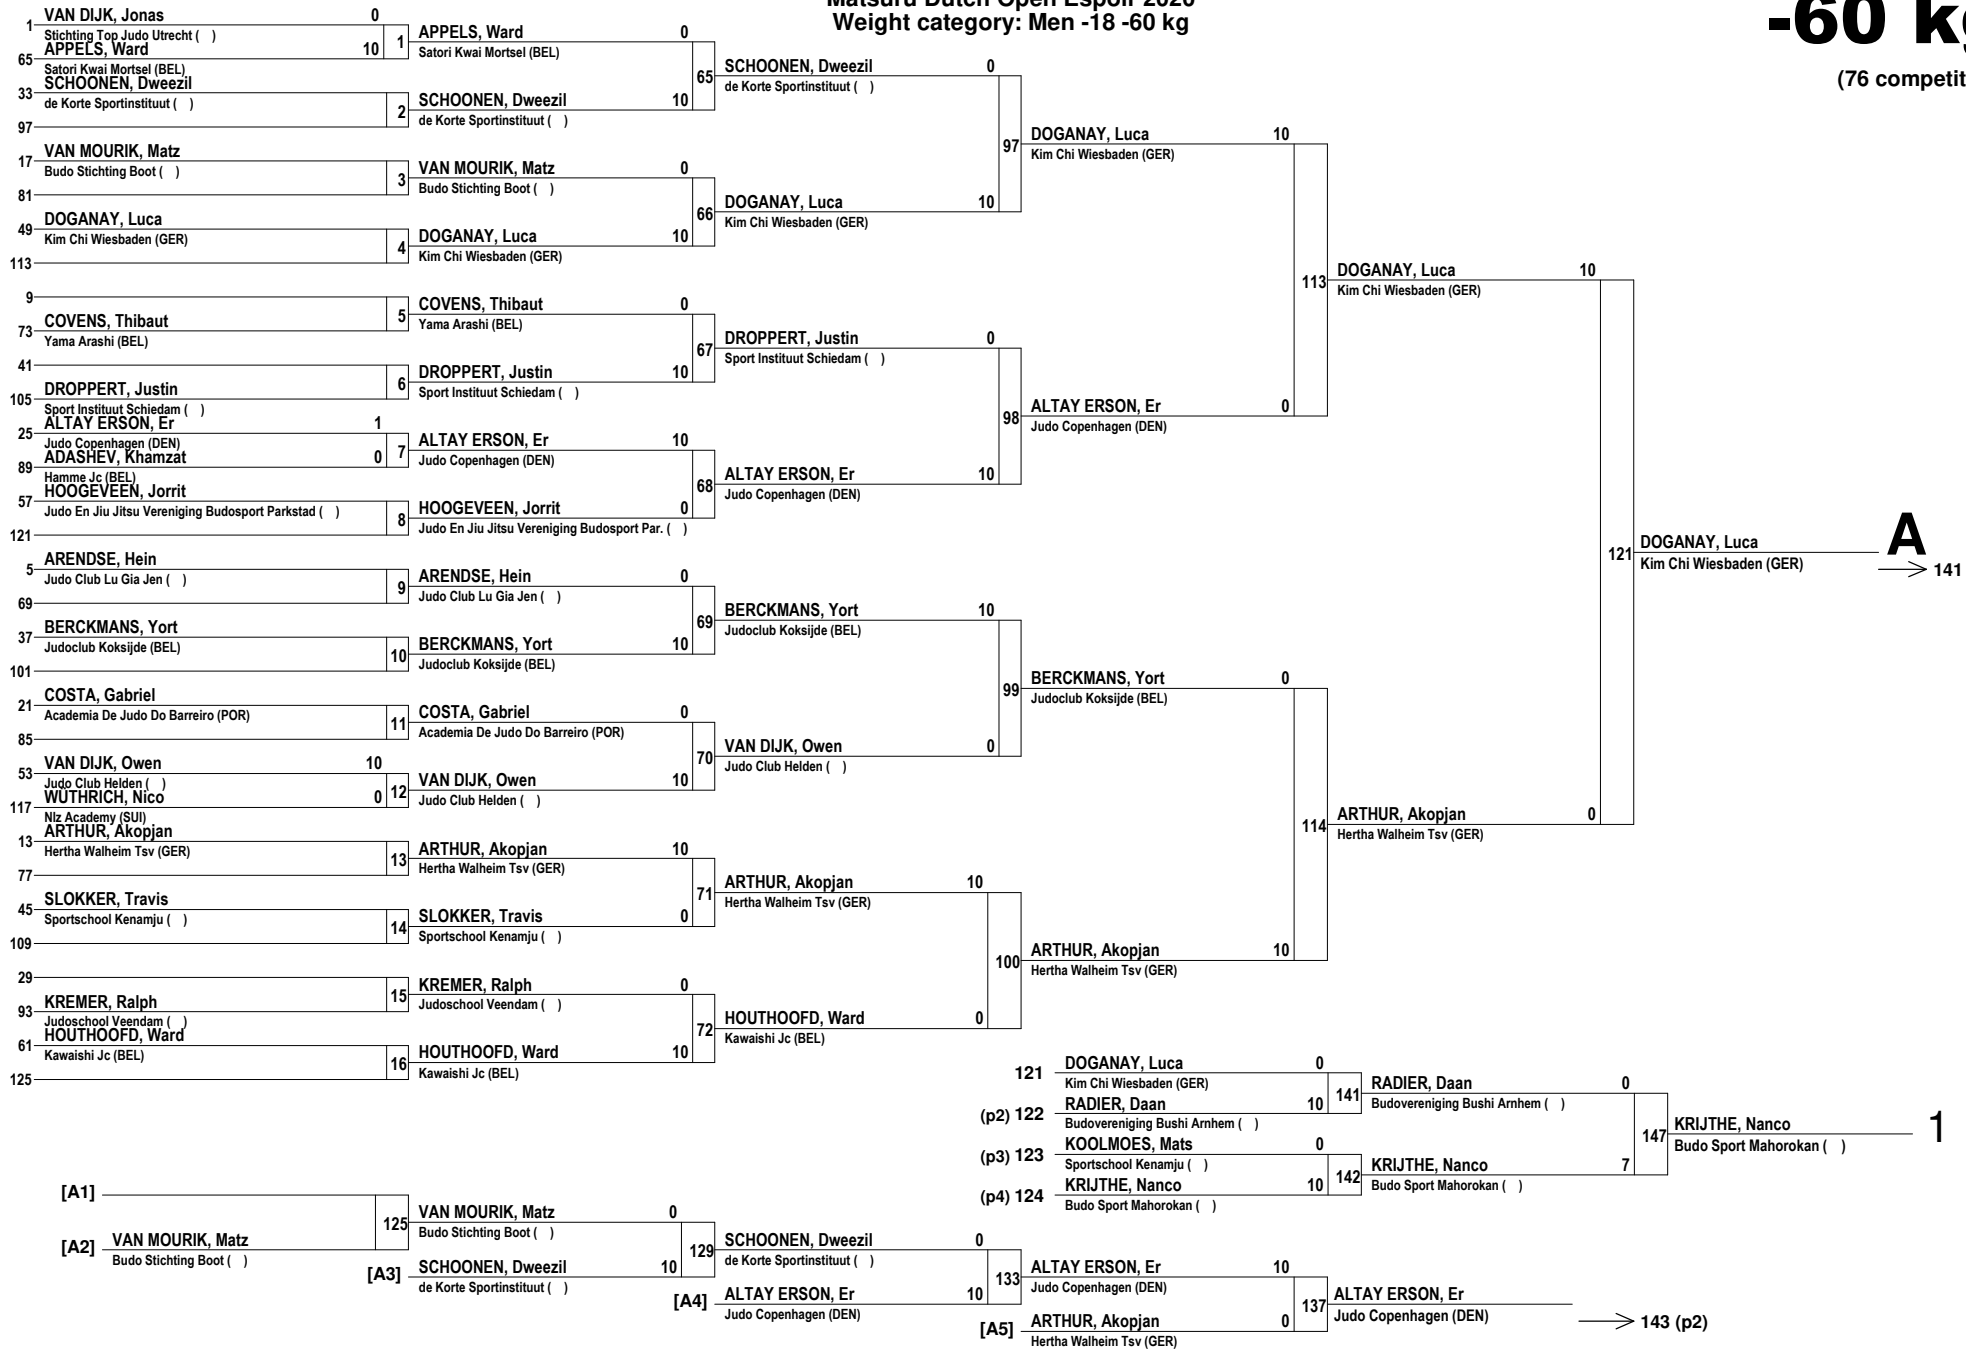 Matsuru Dutch Open Espoir 2020
Weight category: Men -18 -60 kg
-60 kg
(76 competit
1 VAN DIJK, Jonas 0
Stichting Top Judo Utrecht ( )
65 APPELS, Ward 10
Satori Kwai Mortsel (BEL)
1
33 SCHOONEN, Dweezil
de Korte Sportinstituut ( )
97
2
17 VAN MOURIK, Matz
Budo Stichting Boot ( )
81
3
49 DOGANAY, Luca
Kim Chi Wiesbaden (GER)
113
4
9
73 COVENS, Thibaut
Yama Arashi (BEL)
5
41
105 DROPPERT, Justin
Sport Instituut Schiedam ( )
6
25 ALTAY ERSON, Er 1
Judo Copenhagen (DEN)
89 ADASHEV, Khamzat 0
Hamme Jc (BEL)
7
57 HOOGEVEEN, Jorrit
Judo En Jiu Jitsu Vereniging Budosport Parkstad ( )
121
8
5 ARENDSE, Hein
Judo Club Lu Gia Jen ( )
69
9
37 BERCKMANS, Yort
Judoclub Koksijde (BEL)
101
10
21 COSTA, Gabriel
Academia De Judo Do Barreiro (POR)
85
11
53 VAN DIJK, Owen 10
Judo Club Helden ( )
117 WÜTHRICH, Nico 0
Nlz Academy (SUI)
12
13 ARTHUR, Akopjan
Hertha Walheim Tsv (GER)
77
13
45 SLOKKER, Travis
Sportschool Kenamju ( )
109
14
29
93 KREMER, Ralph
Judoschool Veendam ( )
15
61 HOUTHOOFD, Ward
Kawaishi Jc (BEL)
125
16
APPELS, Ward 0
Satori Kwai Mortsel (BEL)
65
SCHOONEN, Dweezil 10
de Korte Sportinstituut ( )
VAN MOURIK, Matz 0
Budo Stichting Boot ( )
66
DOGANAY, Luca 10
Kim Chi Wiesbaden (GER)
COVENS, Thibaut 0
Yama Arashi (BEL)
67
DROPPERT, Justin 10
Sport Instituut Schiedam ( )
ALTAY ERSON, Er 10
Judo Copenhagen (DEN)
68
HOOGEVEEN, Jorrit 0
Judo En Jiu Jitsu Vereniging Budosport Par. ( )
ARENDSE, Hein 0
Judo Club Lu Gia Jen ( )
69
BERCKMANS, Yort 10
Judoclub Koksijde (BEL)
COSTA, Gabriel 0
Academia De Judo Do Barreiro (POR)
70
VAN DIJK, Owen 10
Judo Club Helden ( )
ARTHUR, Akopjan 10
Hertha Walheim Tsv (GER)
71
SLOKKER, Travis 0
Sportschool Kenamju ( )
KREMER, Ralph 0
Judoschool Veendam ( )
72
HOUTHOOFD, Ward 10
Kawaishi Jc (BEL)
SCHOONEN, Dweezil 0
de Korte Sportinstituut ( )
97
DOGANAY, Luca 10
Kim Chi Wiesbaden (GER)
DROPPERT, Justin 0
Sport Instituut Schiedam ( )
98
ALTAY ERSON, Er 10
Judo Copenhagen (DEN)
BERCKMANS, Yort 10
Judoclub Koksijde (BEL)
99
VAN DIJK, Owen 0
Judo Club Helden ( )
ARTHUR, Akopjan 10
Hertha Walheim Tsv (GER)
100
HOUTHOOFD, Ward 0
Kawaishi Jc (BEL)
DOGANAY, Luca 10
Kim Chi Wiesbaden (GER)
113
ALTAY ERSON, Er 0
Judo Copenhagen (DEN)
BERCKMANS, Yort 0
Judoclub Koksijde (BEL)
114
ARTHUR, Akopjan 10
Hertha Walheim Tsv (GER)
DOGANAY, Luca 10
Kim Chi Wiesbaden (GER)
121
ARTHUR, Akopjan 0
Hertha Walheim Tsv (GER)
DOGANAY, Luca
Kim Chi Wiesbaden (GER)
A
141
121 DOGANAY, Luca 0
Kim Chi Wiesbaden (GER)
141
(p2) 122 RADIER, Daan 10
Budovereniging Bushi Arnhem ( )
(p3) 123 KOOLMOES, Mats 0
Sportschool Kenamju ( )
142
(p4) 124 KRIJTHE, Nanco 10
Budo Sport Mahorokan ( )
RADIER, Daan 0
Budovereniging Bushi Arnhem ( )
147
KRIJTHE, Nanco 7
Budo Sport Mahorokan ( )
KRIJTHE, Nanco
Budo Sport Mahorokan ( )
1
[A1]
125
[A2] VAN MOURIK, Matz
Budo Stichting Boot ( )
VAN MOURIK, Matz 0
Budo Stichting Boot ( )
129
[A3] SCHOONEN, Dweezil 10
de Korte Sportinstituut ( )
SCHOONEN, Dweezil 0
de Korte Sportinstituut ( )
133
[A4] ALTAY ERSON, Er 10
Judo Copenhagen (DEN)
ALTAY ERSON, Er 10
Judo Copenhagen (DEN)
137
[A5] ARTHUR, Akopjan 0
Hertha Walheim Tsv (GER)
ALTAY ERSON, Er
Judo Copenhagen (DEN)
143 (p2)